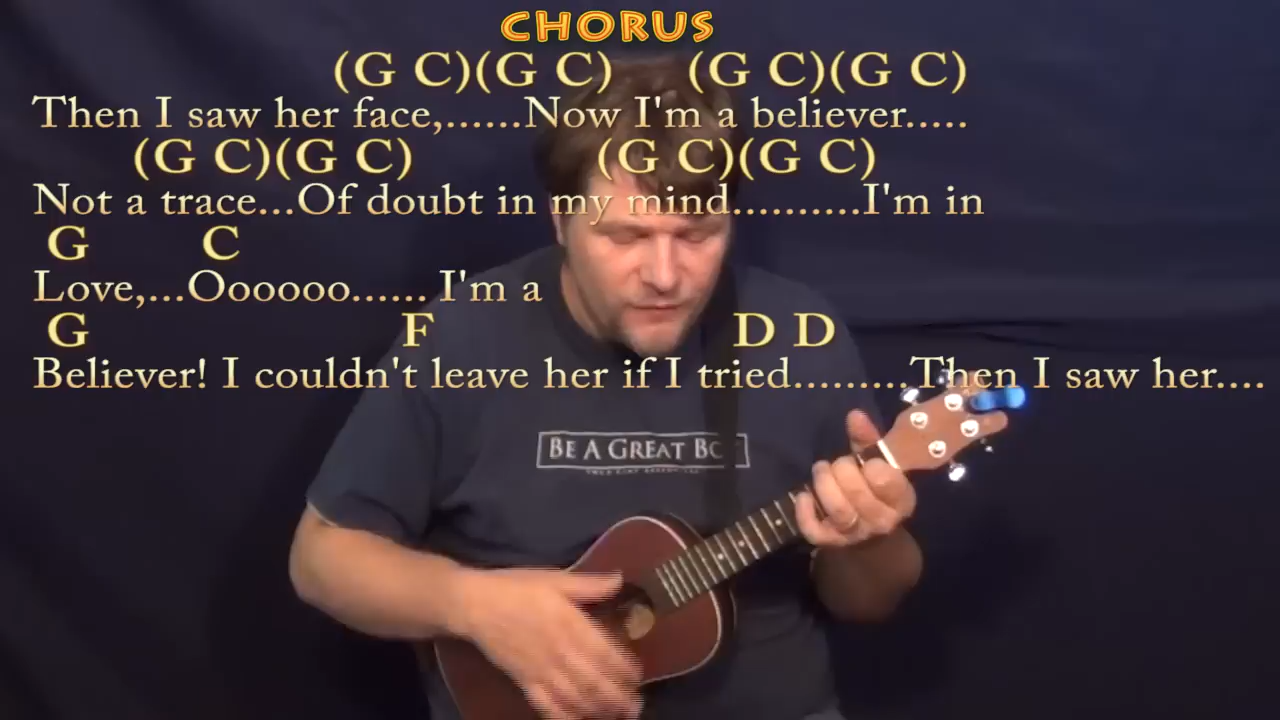 CHORUS
(G C)(G C) (G C)(G C)
Then I saw her face,......Now I'm a believer.....
(G C)(G C) (G C)(G C)
Not a trace...Of doubt in my mind..........I'm in
G C
Love,...Oooooo...... I'm a
G F D D
Believer! I couldn't leave her if I tried.........Then I saw her....
BE A GREAT